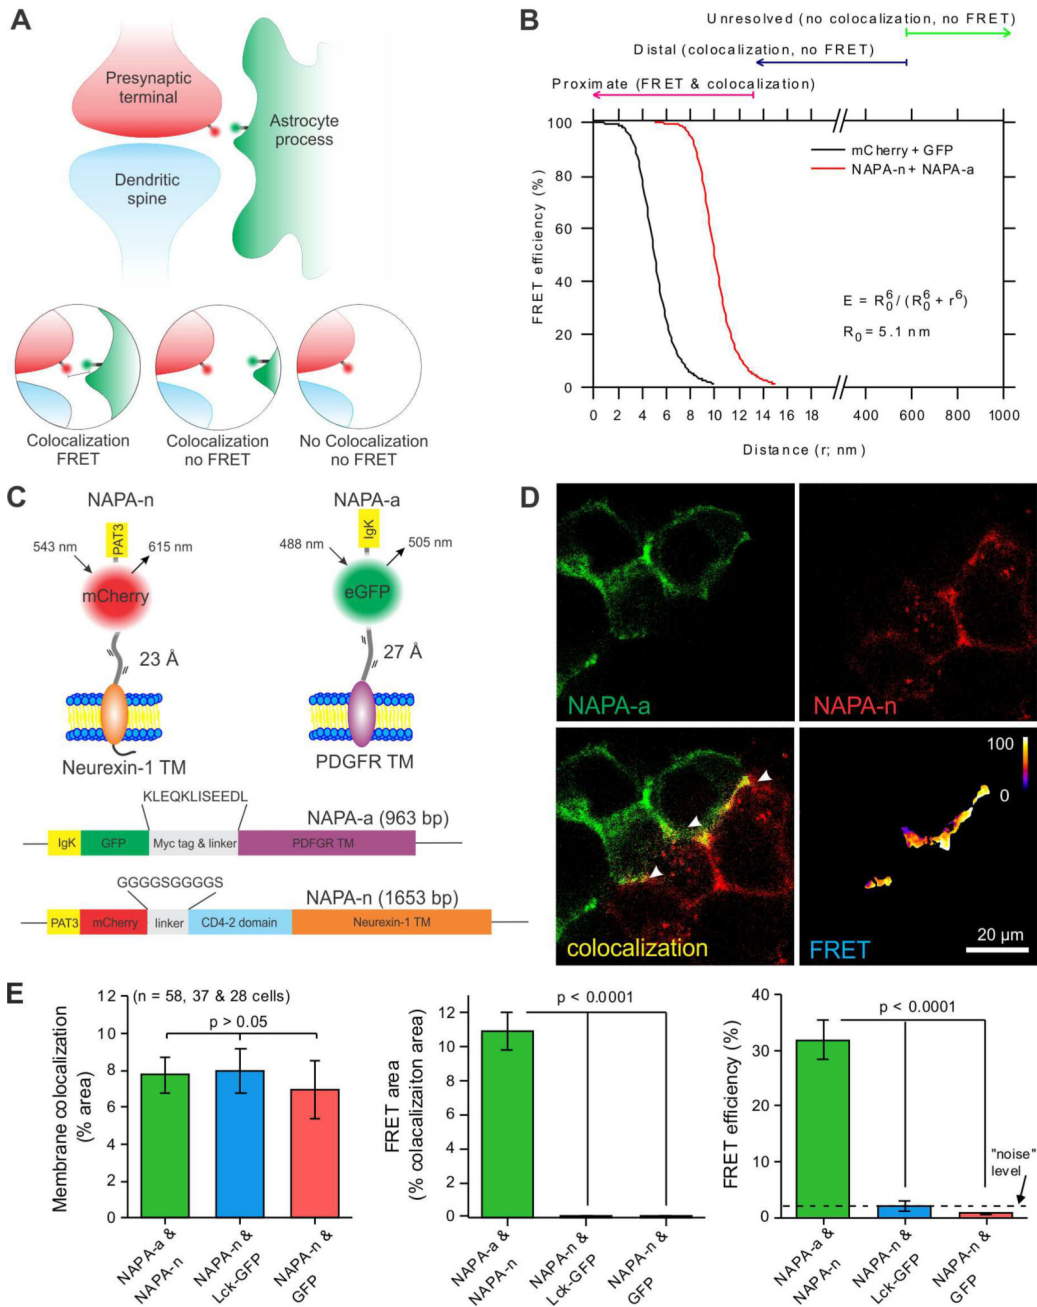 A
Presynaptic
terminal
Astrocyte
process
Dendritic
spine
Colocalization
FRET
Colocalization
no FRET
No Colocalization
no FRET
B
Unresolved (no colocalization, no FRET)
Distal (colocalization, no FRET)
Proximate (FRET & colocalization)
FRET efficiency (%)
100
80
60
40
20
0
mCherry + GFP
NAPA-n + NAPA-a
E = R₀⁶/(R₀⁶ + r⁶)
R₀ = 5.1 nm
0 2 4 6 8 10 12 14 16 18 400 600 800 1000
Distance (r; nm)
C
NAPA-n
NAPA-a
PAT3
IgK
543 nm
615 nm
488 nm
505 nm
mCherry
eGFP
23 Å
27 Å
Neurexin-1 TM
PDGFR TM
KLEQKLISEEDL
NAPA-a (963 bp)
IgK GFP Myc tag & linker PDFGR TM
GGGGSGGGGS
NAPA-n (1653 bp)
PAT3 mCherry linker CD4-2 domain Neurexin-1 TM
D
NAPA-a
NAPA-n
colocalization
100
0
FRET
20 μm
E
Membrane colocalization
(% area)
12
10
8
6
4
2
0
(n = 58, 37 & 28 cells)
p > 0.05
NAPA-a &
NAPA-n
NAPA-n &
Lck-GFP
NAPA-n &
GFP
FRET area
(% colacalizaiton area)
12
10
8
6
4
2
0
p < 0.0001
NAPA-a &
NAPA-n
NAPA-n &
Lck-GFP
NAPA-n &
GFP
FRET efficiency (%)
40
30
20
10
0
p < 0.0001
"noise"
level
NAPA-a &
NAPA-n
NAPA-n &
Lck-GFP
NAPA-n &
GFP